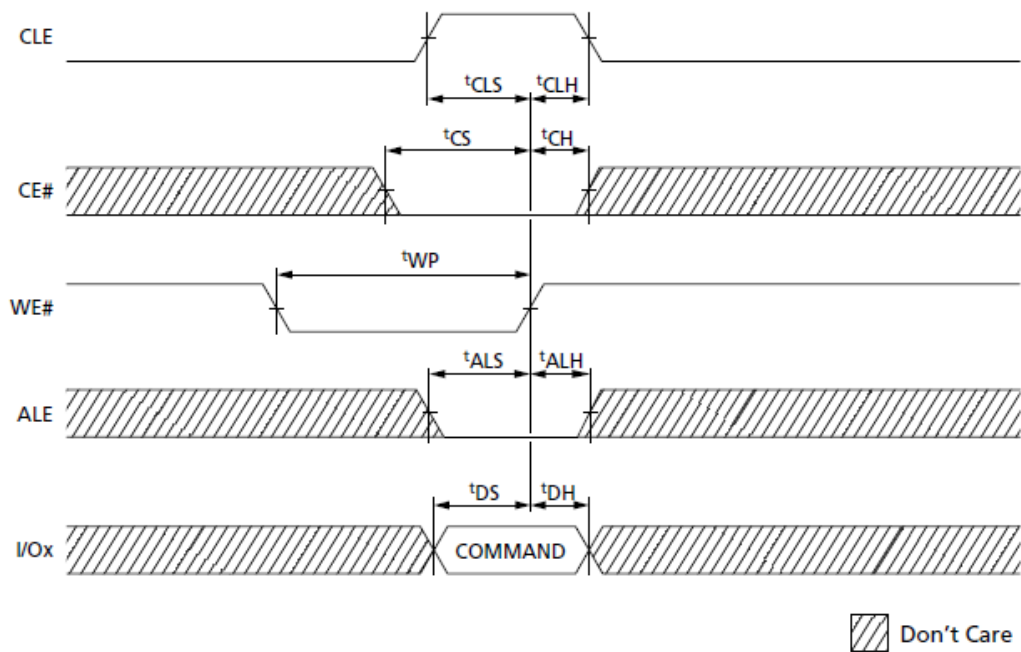 CLE
tCLS tCLH
tCS tCH
CE#
tWP
WE#
tALS tALH
ALE
tDS tDH
I/Ox COMMAND
Don't Care